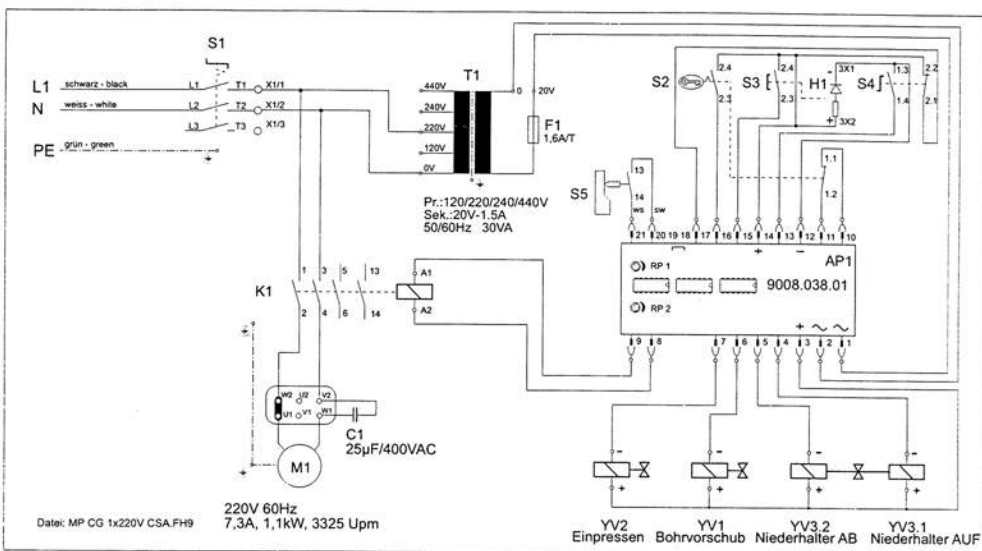 S1
L1 schwarz - black L1 T1 X1/1
N weiss - white L2 T2 X1/2
L3 T3 X1/3
PE grün - green
T1
440V
240V
220V
120V
0V
0 20V
F1
1,6A/T
Pr.:120/220/240/440V
Sek.:20V-1.5A
50/60Hz 30VA
S2 2.4 2.3
S3 2.4 2.3
H1 - 3X1 + 3X2
S4 1.3 1.4 2.2 2.1
1.1
1.2
S5 13 14
ws sw
21 20 19 18 17 16 15 14 13 12 11 10
+ -
AP1
RP 1
9008.038.01
RP 2
+ ~ ~
9 8 7 6 5 4 3 2 1
K1
1 3 5 13
2 4 6 14
A1
A2
W2 U2 V2
U1 V1 W1
C1
25µF/400VAC
M1
220V 60Hz
7,3A, 1,1kW, 3325 Upm
Datei: MP CG 1x220V CSA.FH9
- - - -
+ + + +
YV2 YV1 YV3.2 YV3.1
Einpressen Bohrvorschub Niederhalter AB Niederhalter AUF